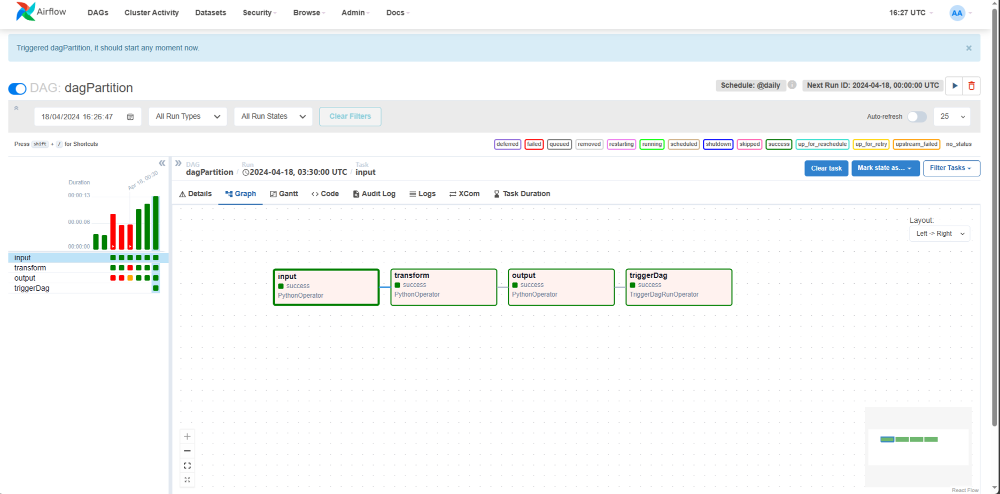 Airflow DAGs Cluster Activity Datasets Security Browse Admin Docs 16:27 UTC AA
Triggered dagPartition, it should start any moment now. ×
DAG: dagPartition Schedule: @daily Next Run ID: 2024-04-18, 00:00:00 UTC
18/04/2024 16:26:47 All Run Types All Run States Clear Filters Auto-refresh 25
Press shift + / for Shortcuts deferred failed queued removed restarting running scheduled shutdown skipped success up_for_reschedule up_for_retry upstream_failed no_status
DAG Run Task
dagPartition / 2024-04-18, 03:30:00 UTC / input Clear task Mark state as... Filter Tasks
Details Graph Gantt Code Audit Log Logs XCom Task Duration
Duration
Apr 18, 00:30
00:00:13
00:00:06
00:00:00
input
transform
output
triggerDag
Layout:
Left -> Right
input
success
PythonOperator
transform
success
PythonOperator
output
success
PythonOperator
triggerDag
success
TriggerDagRunOperator
React Flow